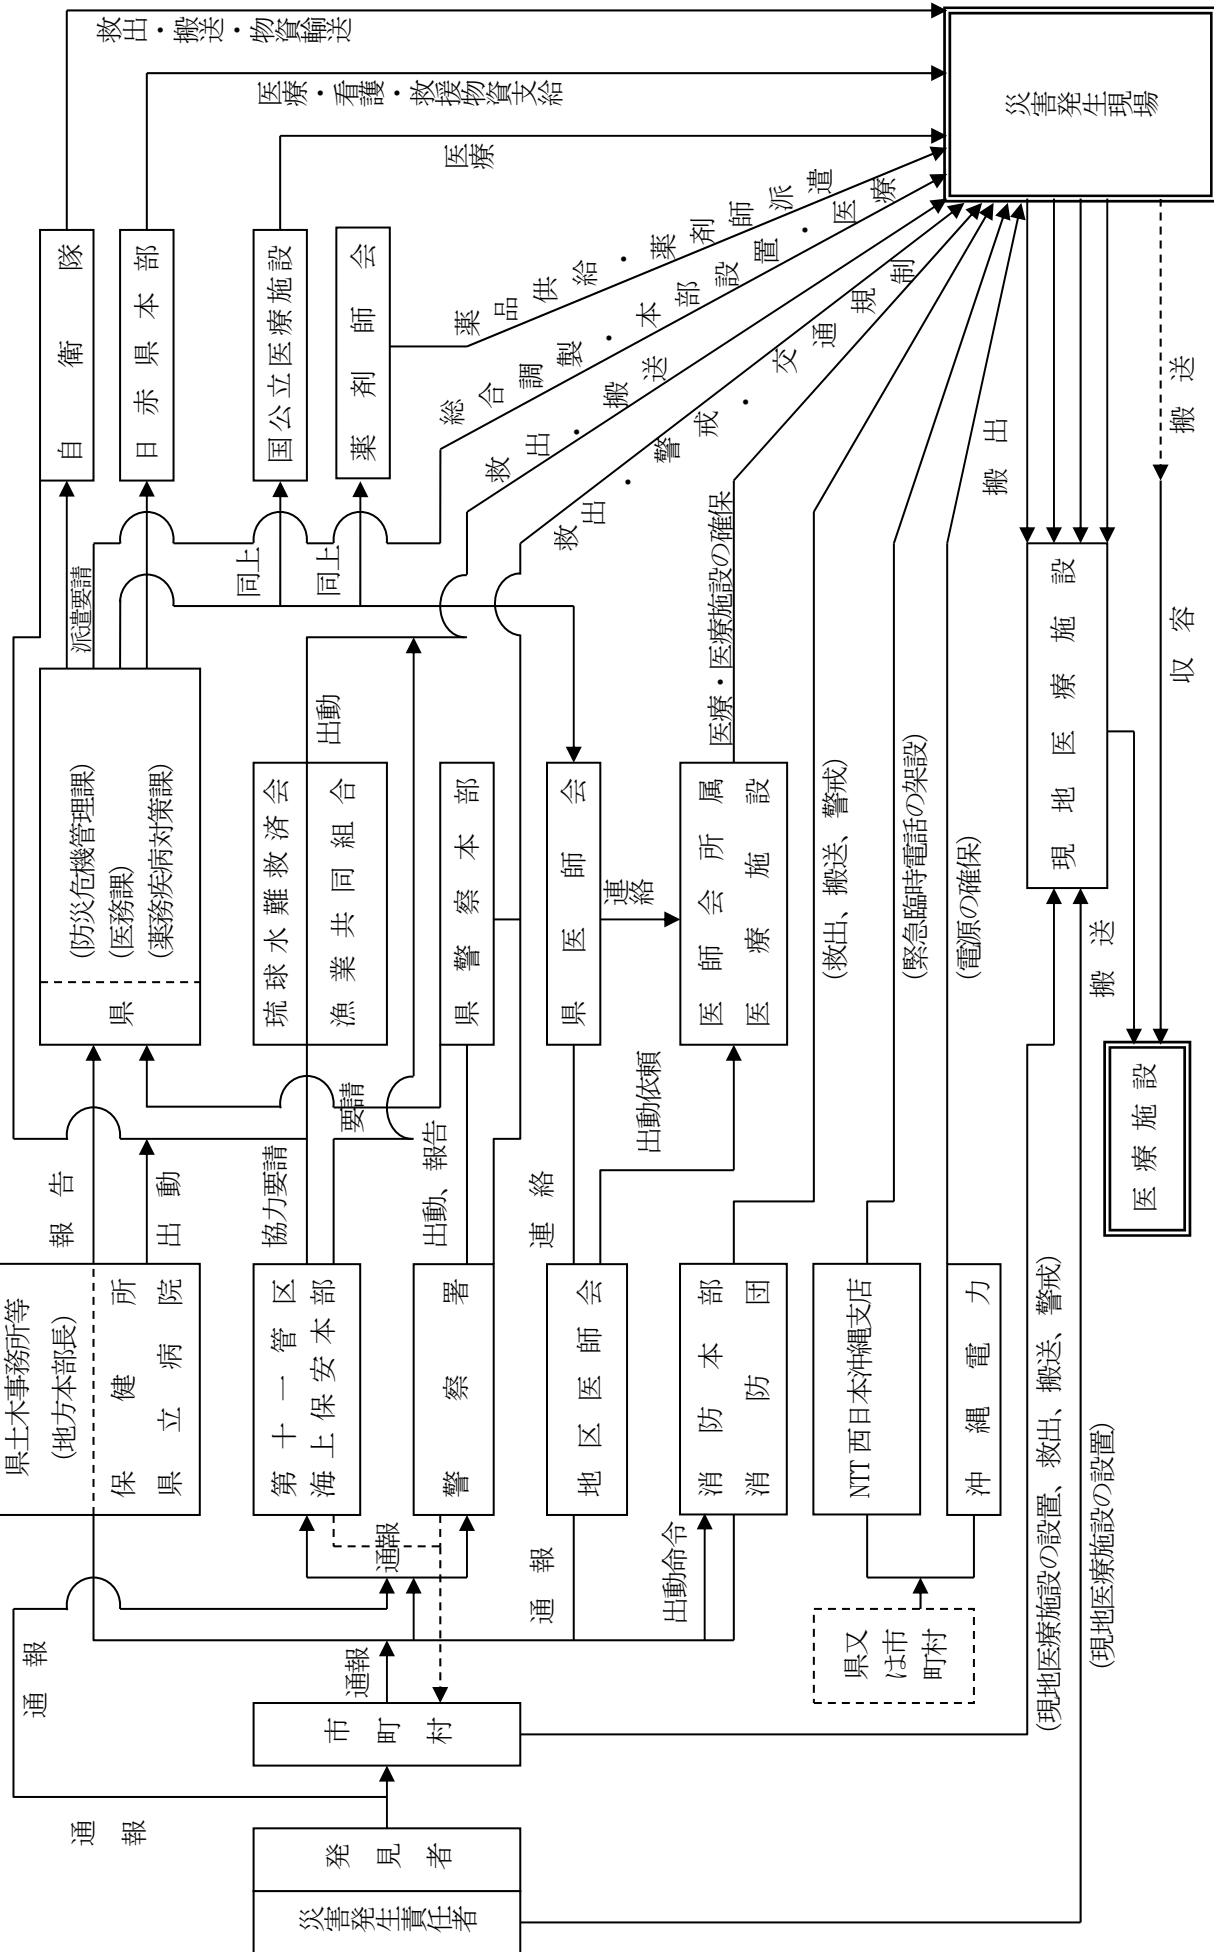 災害発生責任者
発見者
通報
通報
市町村
通報
県又
は市
町村
県土木事務所等
(地方本部長)
保健所
県立病院
第十一管区
海上保安本部
通報
警察署
地区医師会
通報
消防本部
消防団
出動命令
NTT西日本沖縄支店
沖縄電力
(現地医療施設の設置、救出、搬送、警戒)
(現地医療施設の設置)
報告
出動
協力要請
要請
出動、報告
連絡
出動依頼
県
(防災危機管理課)
(医務課)
(薬務疾病対策課)
琉球水難救済会
漁業共同組合
出動
県警察本部
県医師会
連絡
医師会所属
医療施設
医療・医療施設の確保
(救出、搬送、警戒)
(緊急臨時電話の架設)
(電源の確保)
派遣要請
同上
同上
自衛隊
日赤県本部
国公立医療施設
薬剤師会
救出・搬送・物資輸送
医療・看護・救援物資支給
医療
薬品供給・薬剤師派遣
総合調製・本部設置・医療
救出・搬送
救出・警戒・交通規制
搬出
災害発生現場
現地医療施設
搬送
搬送
収容
医療施設